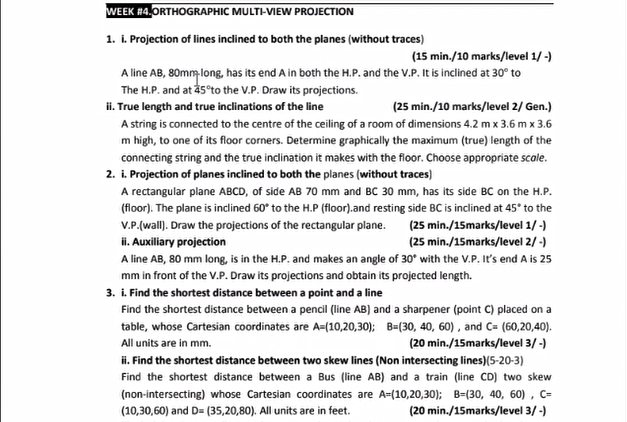 WEEK #4.ORTHOGRAPHIC MULTI-VIEW PROJECTION
1. i. Projection of lines inclined to both the planes (without traces)
(15 min./10 marks/level 1/ -)
A line AB, 80mm long, has its end A in both the H.P. and the V.P. It is inclined at 30° to
The H.P. and at 45°to the V.P. Draw its projections.
ii. True length and true inclinations of the line (25 min./10 marks/level 2/ Gen.)
A string is connected to the centre of the ceiling of a room of dimensions 4.2 m x 3.6 m x 3.6
m high, to one of its floor corners. Determine graphically the maximum (true) length of the
connecting string and the true inclination it makes with the floor. Choose appropriate scale.
2. i. Projection of planes inclined to both the planes (without traces)
A rectangular plane ABCD, of side AB 70 mm and BC 30 mm, has its side BC on the H.P.
(floor). The plane is inclined 60° to the H.P (floor).and resting side BC is inclined at 45° to the
V.P.(wall). Draw the projections of the rectangular plane. (25 min./15marks/level 1/ -)
ii. Auxiliary projection (25 min./15marks/level 2/ -)
A line AB, 80 mm long, is in the H.P. and makes an angle of 30° with the V.P. It's end A is 25
mm in front of the V.P. Draw its projections and obtain its projected length.
3. i. Find the shortest distance between a point and a line
Find the shortest distance between a pencil (line AB) and a sharpener (point C) placed on a
table, whose Cartesian coordinates are A=(10,20,30); B=(30, 40, 60) , and C= (60,20,40).
All units are in mm. (20 min./15marks/level 3/ -)
ii. Find the shortest distance between two skew lines (Non intersecting lines)(5-20-3)
Find the shortest distance between a Bus (line AB) and a train (line CD) two skew
(non-intersecting) whose Cartesian coordinates are A=(10,20,30); B=(30, 40, 60) , C=
(10,30,60) and D= (35,20,80). All units are in feet. (20 min./15marks/level 3/ -)